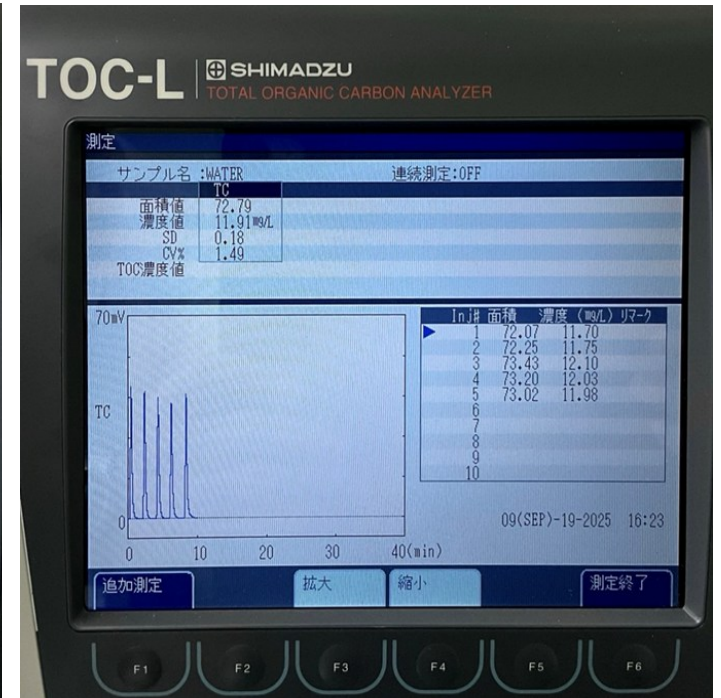 TOC-L SHIMADZU
TOTAL ORGANIC CARBON ANALYZER
測定
サンプル名 :WATER 連続測定:OFF
TC
面積値 72.79
濃度値 11.91mg/L
SD 0.18
CV% 1.49
TOC濃度値
70mV
TC
0
0 10 20 30 40(min)
Inj# 面積 濃度 (mg/L) リマーク
1 72.07 11.70
2 72.25 11.75
3 73.43 12.10
4 73.20 12.03
5 73.02 11.98
6
7
8
9
10
09(SEP)-19-2025 16:23
追加測定 拡大 縮小 測定終了
F1 F2 F3 F4 F5 F6